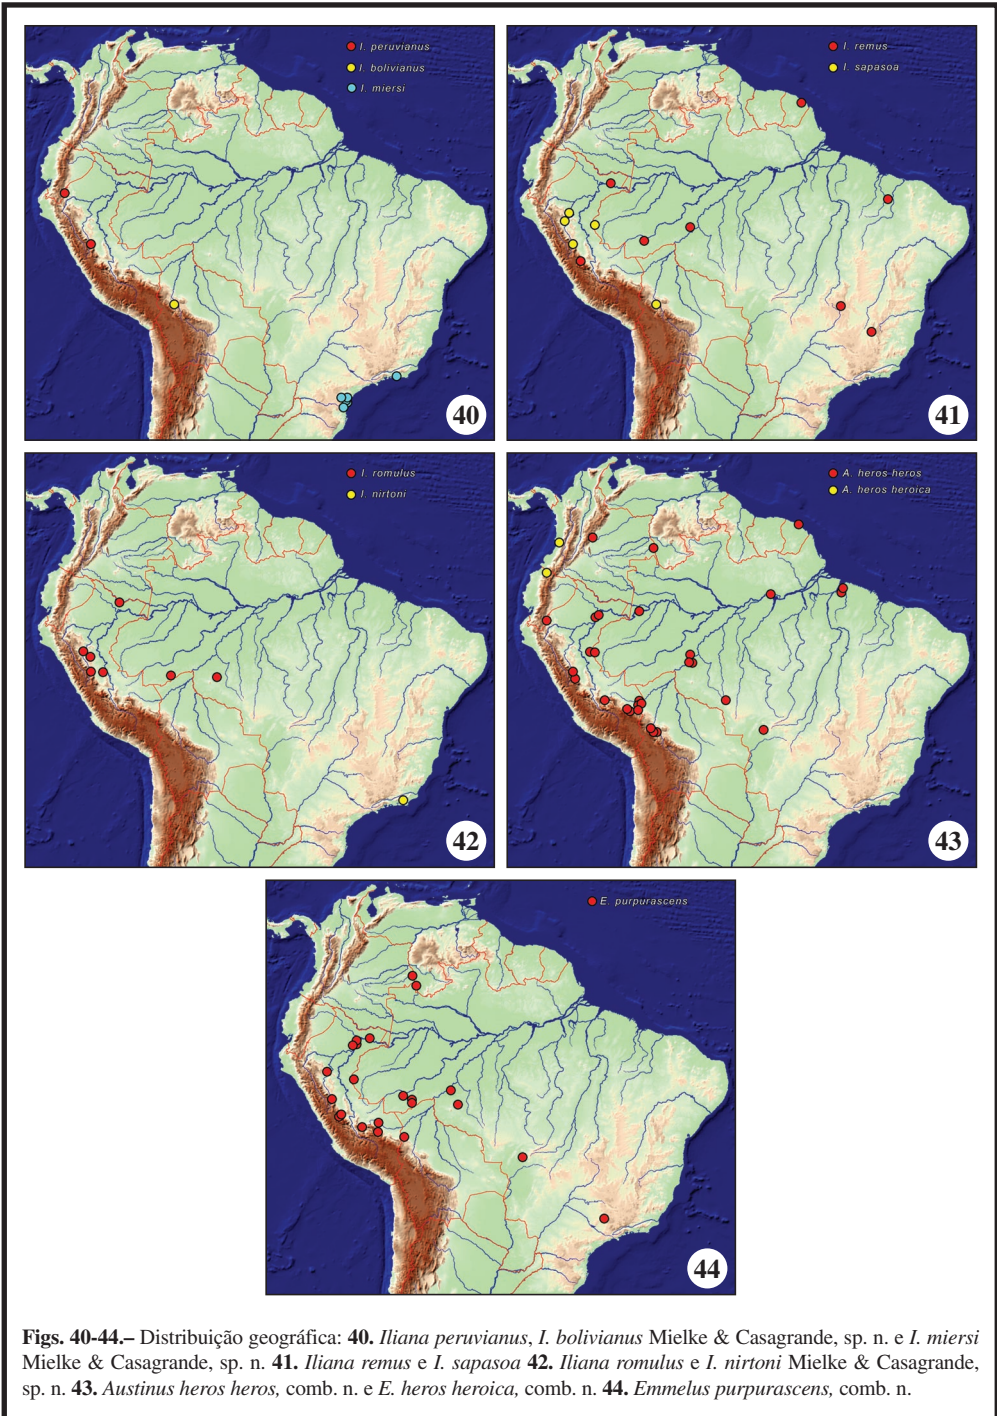 I. peruvianus
I. bolivianus
I. miersi
40
I. remus
I. sapasoa
41
I. romulus
I. nirtoni
42
A. heros heros
A. heros heroica
43
E. purpurascens
44
Figs. 40-44.– Distribuição geográfica: 40. Iliana peruvianus, I. bolivianus Mielke & Casagrande, sp. n. e I. miersi
Mielke & Casagrande, sp. n. 41. Iliana remus e I. sapasoa 42. Iliana romulus e I. nirtoni Mielke & Casagrande,
sp. n. 43. Austinus heros heros, comb. n. e E. heros heroica, comb. n. 44. Emmelus purpurascens, comb. n.